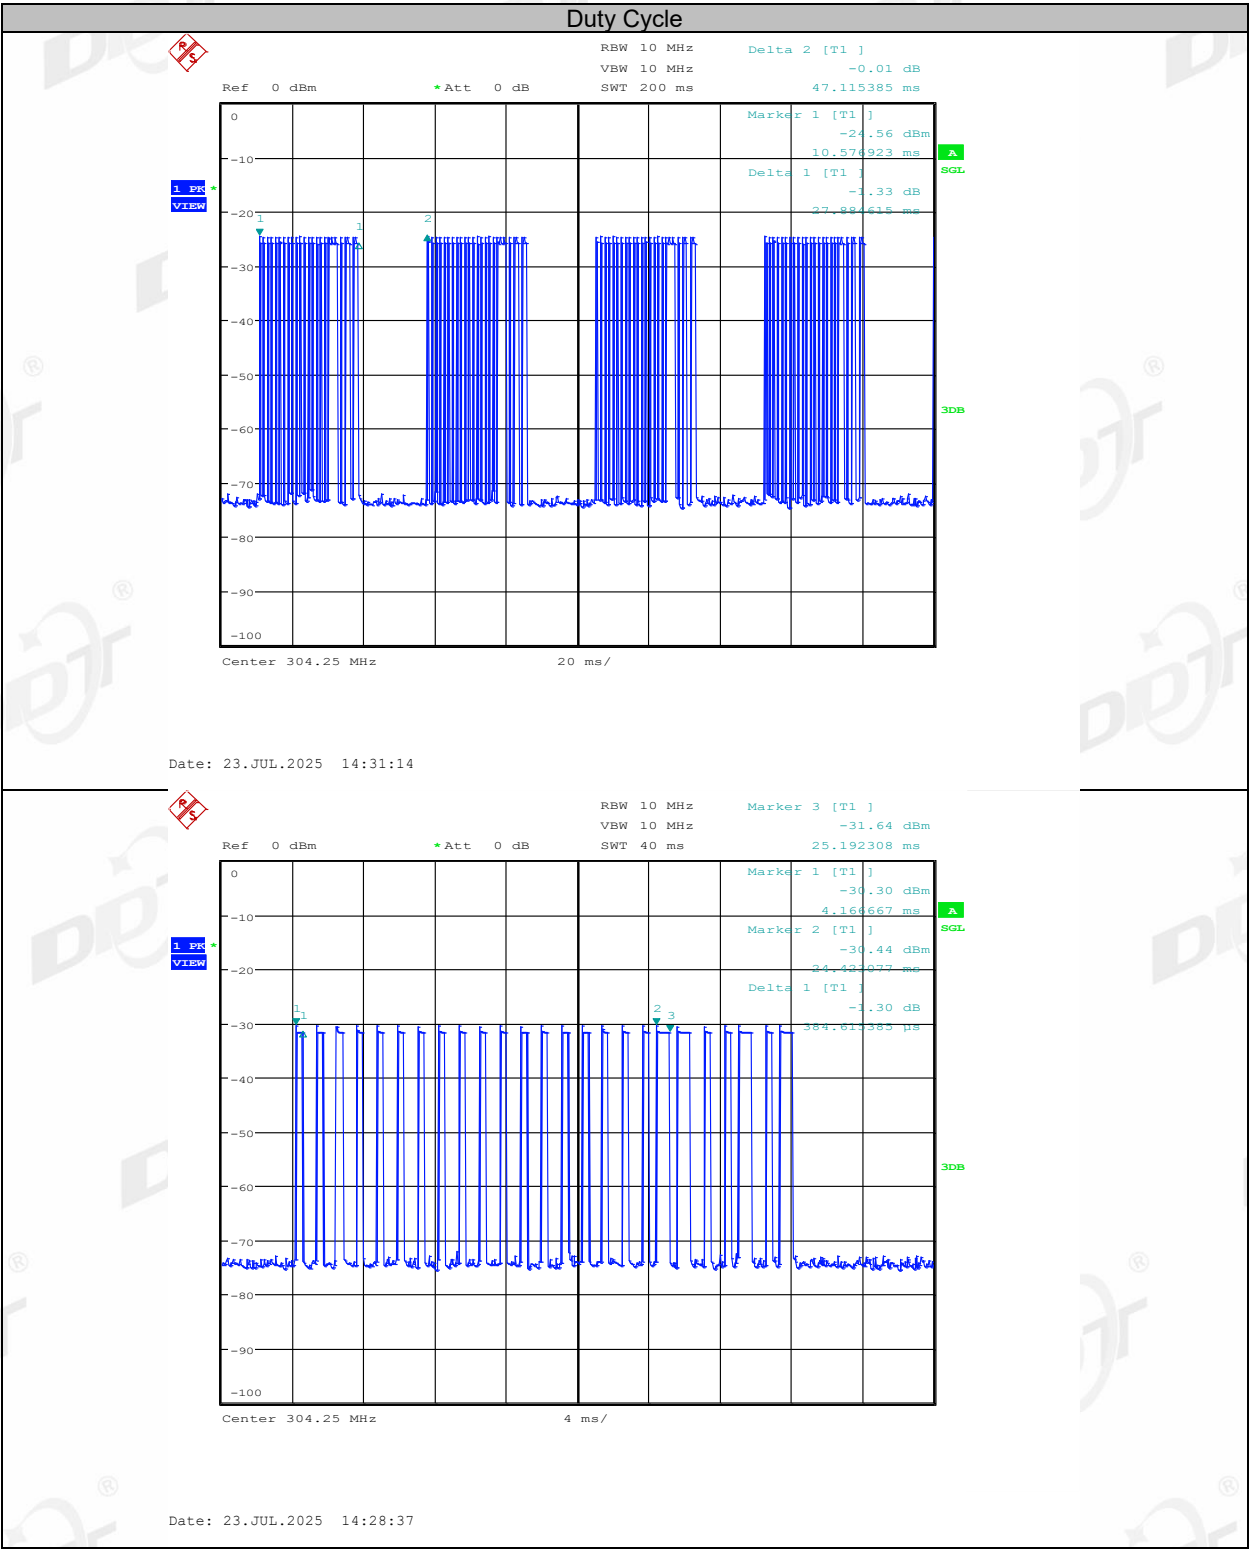 Duty Cycle
RBW 10 MHz Delta 2 [T1 ]
VBW 10 MHz -0.01 dB
Ref 0 dBm *Att 0 dB SWT 200 ms 47.115385 ms
0 Marker 1 [T1 ]
-24.56 dBm
-10 10.576923 ms A
Delta 1 [T1 ] SGL
1 PK * -1.33 dB
VIEW 27.884615 ms
-20
1 1 2
-30
-40
-50
3DB
-60
-70
-80
-90
-100
Center 304.25 MHz 20 ms/
Date: 23.JUL.2025 14:31:14
RBW 10 MHz Marker 3 [T1 ]
VBW 10 MHz -31.64 dBm
Ref 0 dBm *Att 0 dB SWT 40 ms 25.192308 ms
0 Marker 1 [T1 ]
-30.30 dBm
-10 4.166667 ms A
Marker 2 [T1 ] SGL
1 PK * -30.44 dBm
VIEW 24.423077 ms
-20
Delta 1 [T1 ]
1 1 2 3 -1.30 dB
-30 384.615385 µs
-40
-50
3DB
-60
-70
-80
-90
-100
Center 304.25 MHz 4 ms/
Date: 23.JUL.2025 14:28:37